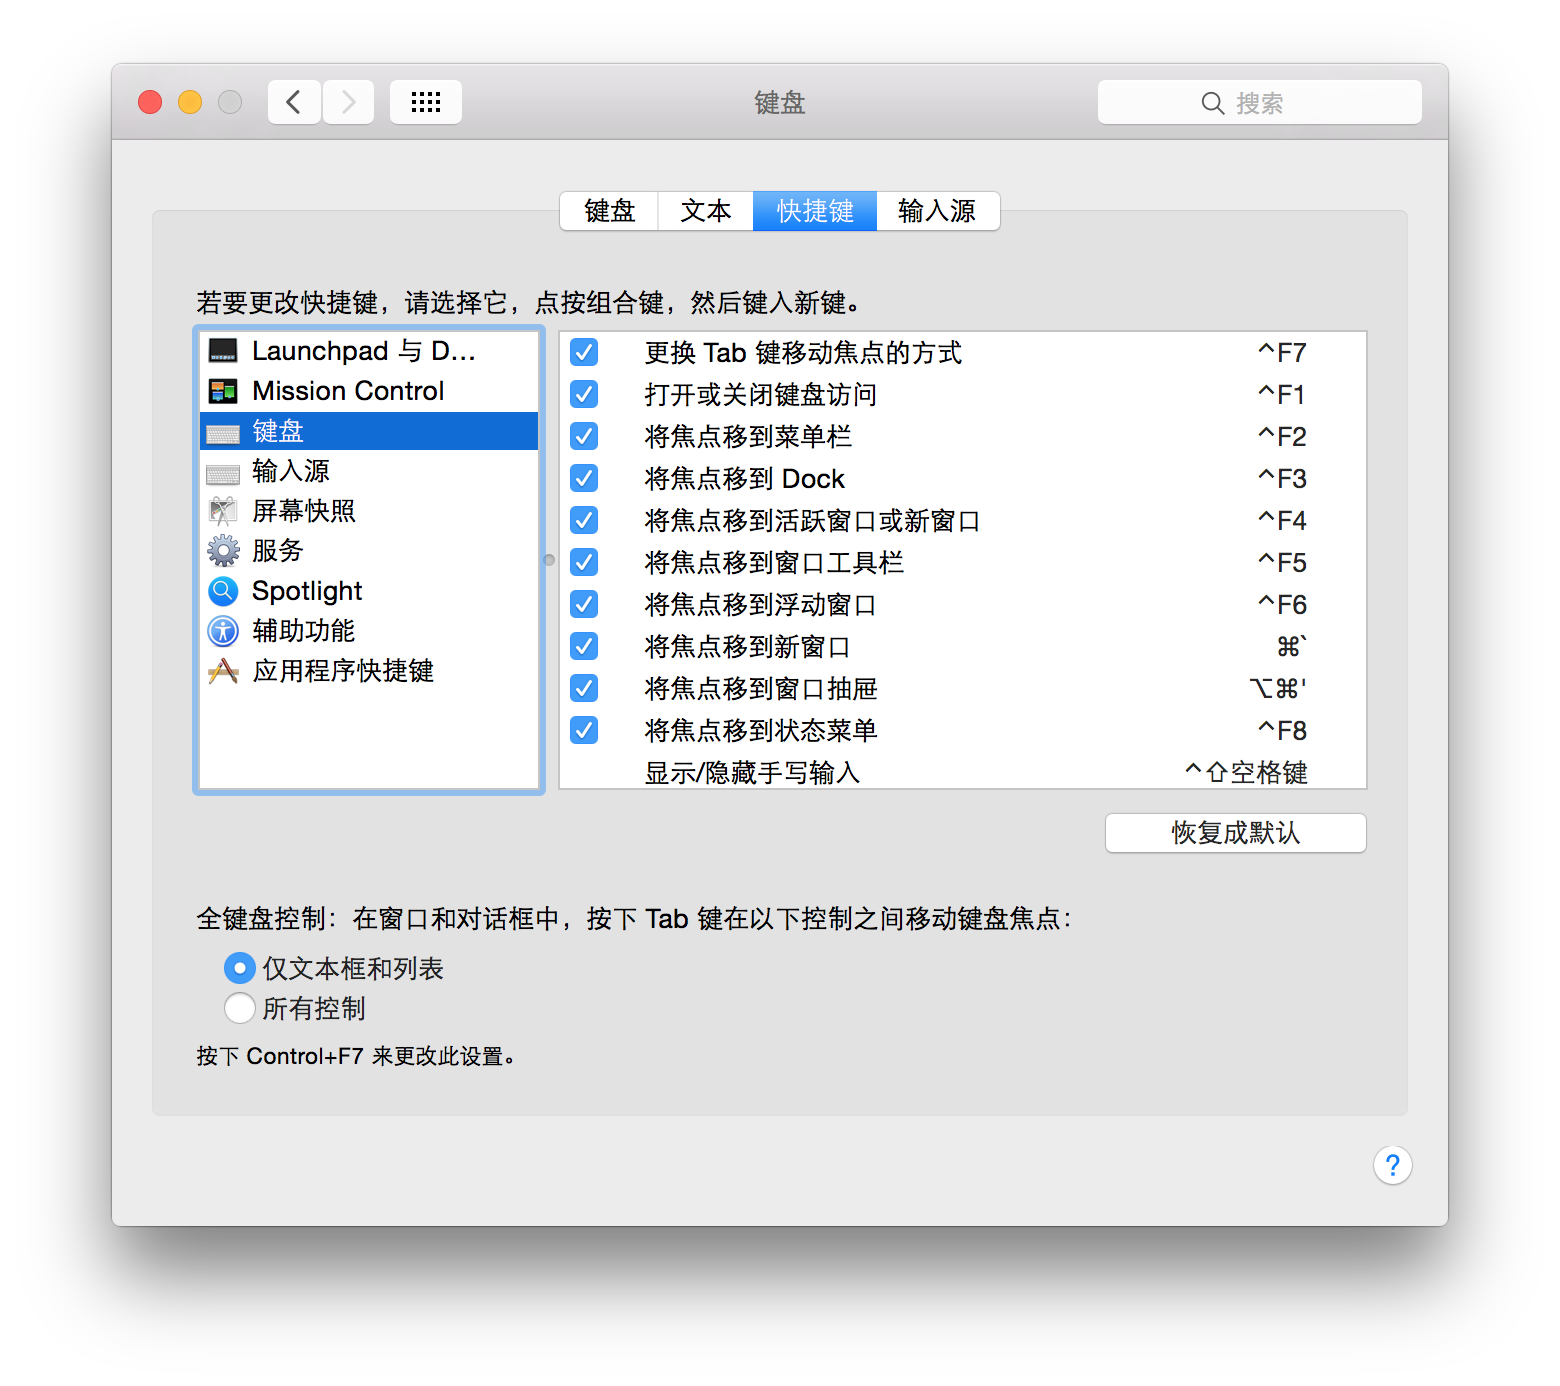 键盘
搜索
键盘 文本 快捷键 输入源
若要更改快捷键，请选择它，点按组合键，然后键入新键。
Launchpad 与 D...
Mission Control
键盘
输入源
屏幕快照
服务
Spotlight
辅助功能
应用程序快捷键
更换 Tab 键移动焦点的方式 ^F7
打开或关闭键盘访问 ^F1
将焦点移到菜单栏 ^F2
将焦点移到 Dock ^F3
将焦点移到活跃窗口或新窗口 ^F4
将焦点移到窗口工具栏 ^F5
将焦点移到浮动窗口 ^F6
将焦点移到新窗口 ⌘`
将焦点移到窗口抽屉 ⌥⌘'
将焦点移到状态菜单 ^F8
显示/隐藏手写输入 ^⇧空格键
恢复成默认
全键盘控制：在窗口和对话框中，按下 Tab 键在以下控制之间移动键盘焦点：
仅文本框和列表
所有控制
按下 Control+F7 来更改此设置。
?